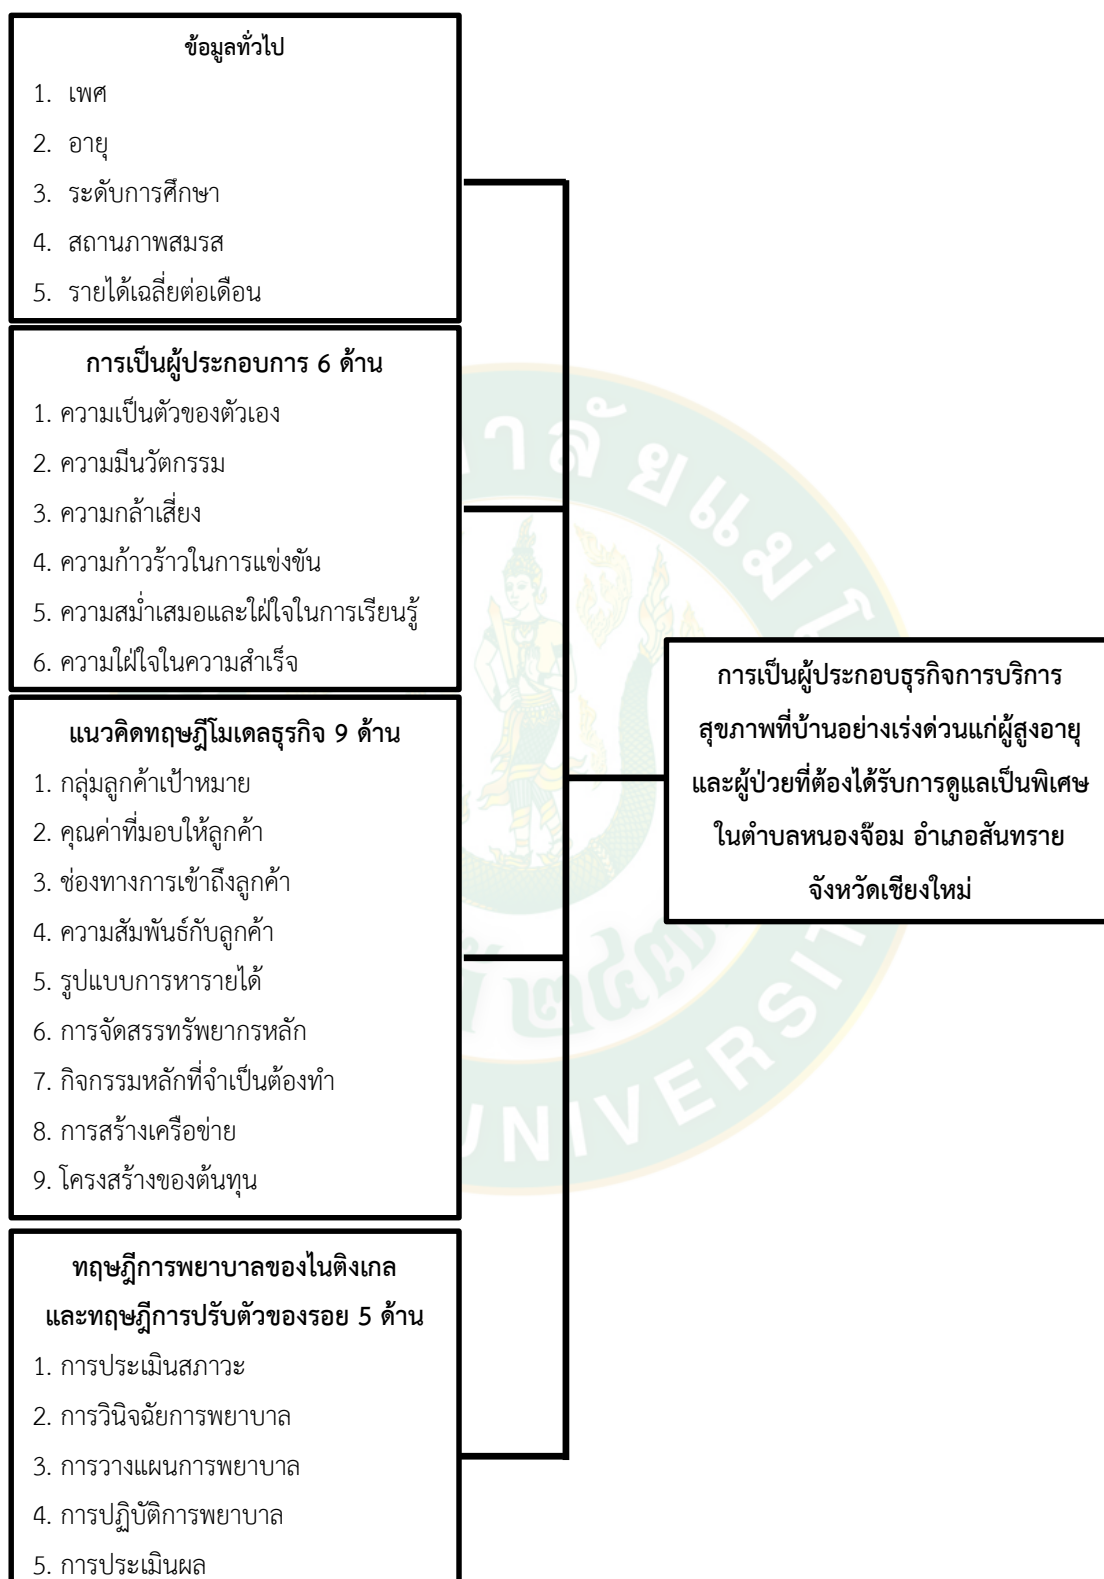 ข้อมูลทั่วไป
1. เพศ
2. อายุ
3. ระดับการศึกษา
4. สถานภาพสมรส
5. รายได้เฉลี่ยต่อเดือน
การเป็นผู้ประกอบการ 6 ด้าน
1. ความเป็นตัวของตัวเอง
2. ความมีนวัตกรรม
3. ความกล้าเสี่ยง
4. ความก้าวร้าวในการแข่งขัน
5. ความสม่ำเสมอและใฝ่ใจในการเรียนรู้
6. ความใฝ่ใจในความสำเร็จ
แนวคิดทฤษฎีโมเดลธุรกิจ 9 ด้าน
1. กลุ่มลูกค้าเป้าหมาย
2. คุณค่าที่มอบให้ลูกค้า
3. ช่องทางการเข้าถึงลูกค้า
4. ความสัมพันธ์กับลูกค้า
5. รูปแบบการหารายได้
6. การจัดสรรทรัพยากรหลัก
7. กิจกรรมหลักที่จำเป็นต้องทำ
8. การสร้างเครือข่าย
9. โครงสร้างของต้นทุน
ทฤษฎีการพยาบาลของไนติงเกล
และทฤษฎีการปรับตัวของรอย 5 ด้าน
1. การประเมินสภาวะ
2. การวินิจฉัยการพยาบาล
3. การวางแผนการพยาบาล
4. การปฏิบัติการพยาบาล
5. การประเมินผล
การเป็นผู้ประกอบธุรกิจการบริการ
สุขภาพที่บ้านอย่างเร่งด่วนแก่ผู้สูงอายุ
และผู้ป่วยที่ต้องได้รับการดูแลเป็นพิเศษ
ในตำบลหนองจ๊อม อำเภอสันทราย
จังหวัดเชียงใหม่